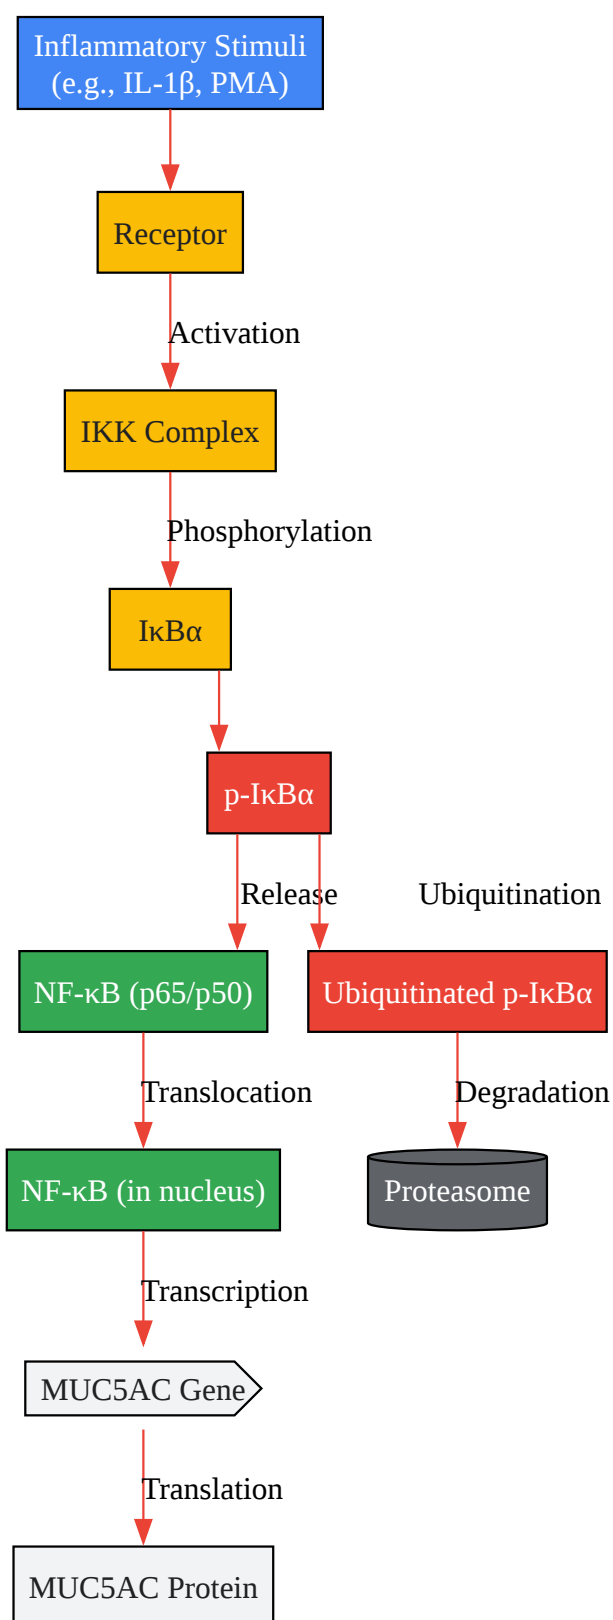 Inflammatory Stimuli
(e.g., IL-1β, PMA)
Receptor
Activation
IKK Complex
Phosphorylation
IκBα
p-IκBα
Release
Ubiquitination
NF-κB (p65/p50)
Ubiquitinated p-IκBα
Translocation
Degradation
NF-κB (in nucleus)
Proteasome
Transcription
MUC5AC Gene
Translation
MUC5AC Protein